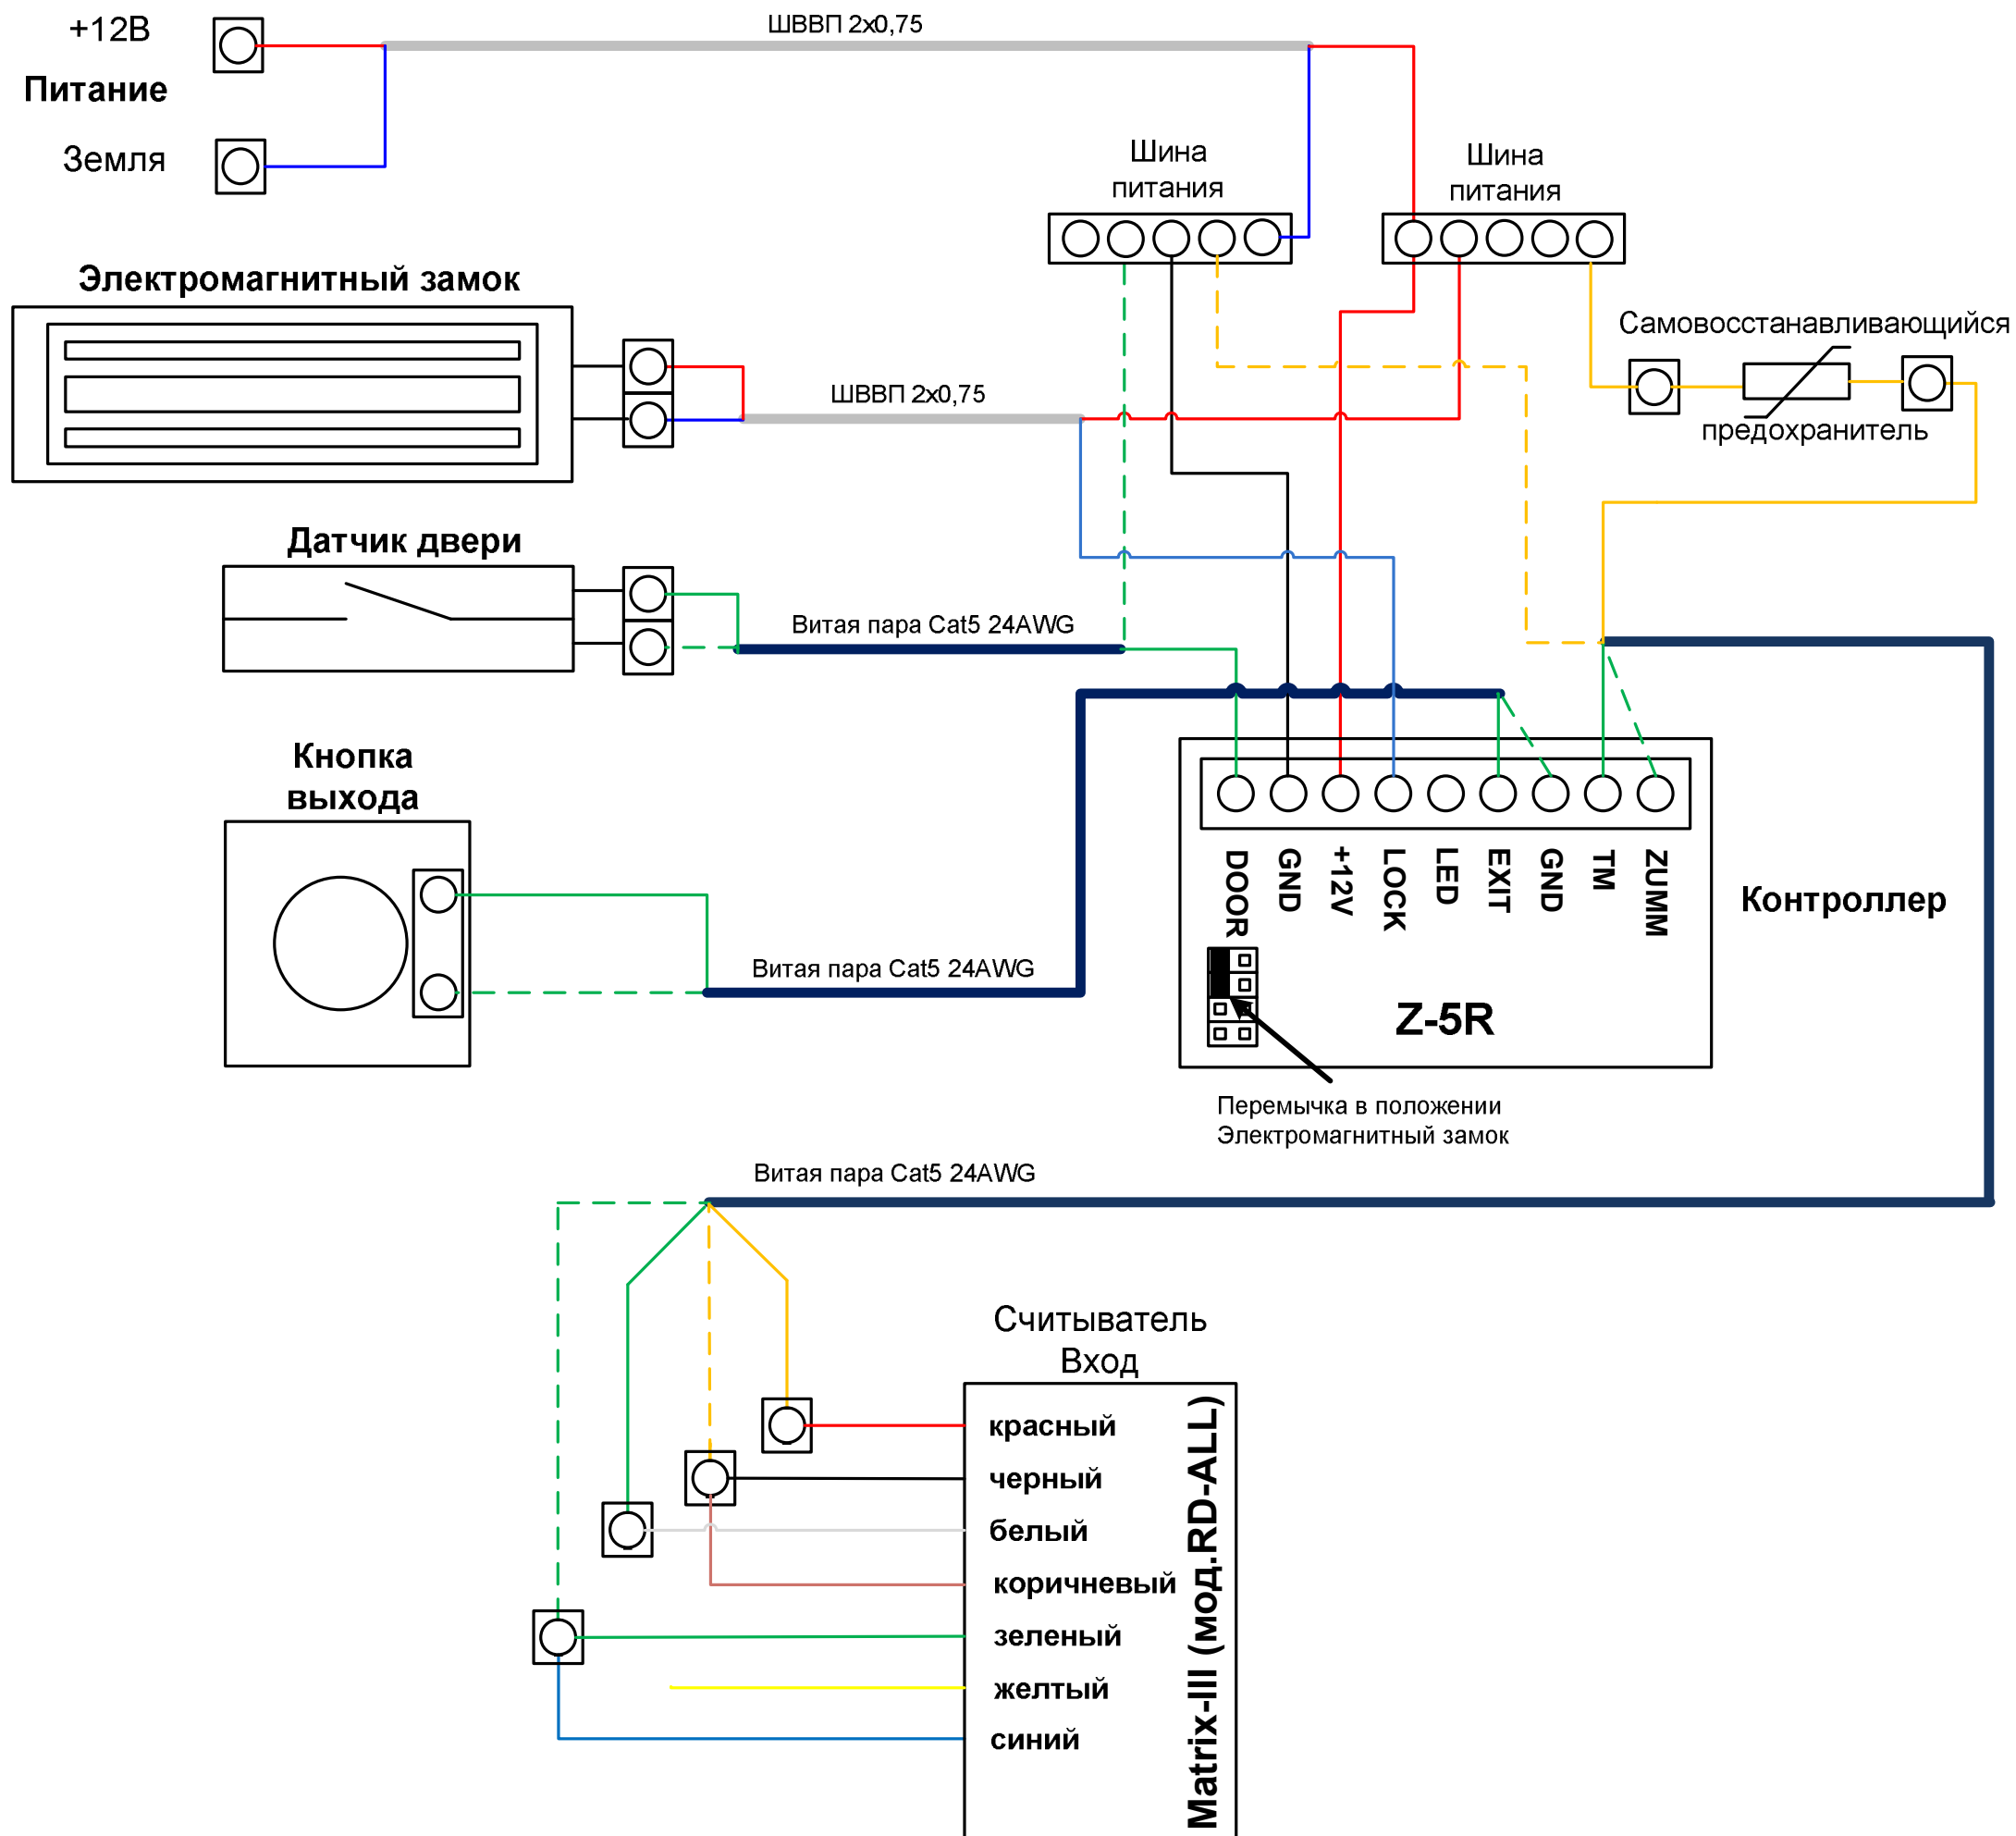 +12В
ШВВП 2x0,75
Питание
Земля
Шина
питания
Шина
питания
Электромагнитный замок
Самовосстанавливающийся
предохранитель
ШВВП 2x0,75
Датчик двери
Витая пара Cat5 24AWG
Кнопка
выхода
DOOR
GND
+12V
LOCK
LED
EXIT
GND
TM
ZUMM
Контроллер
Витая пара Cat5 24AWG
Z-5R
Перемычка в положении
Электромагнитный замок
Витая пара Cat5 24AWG
Считыватель
Вход
красный
черный
белый
коричневый
зеленый
желтый
синий
Matrix-III (мод.RD-ALL)